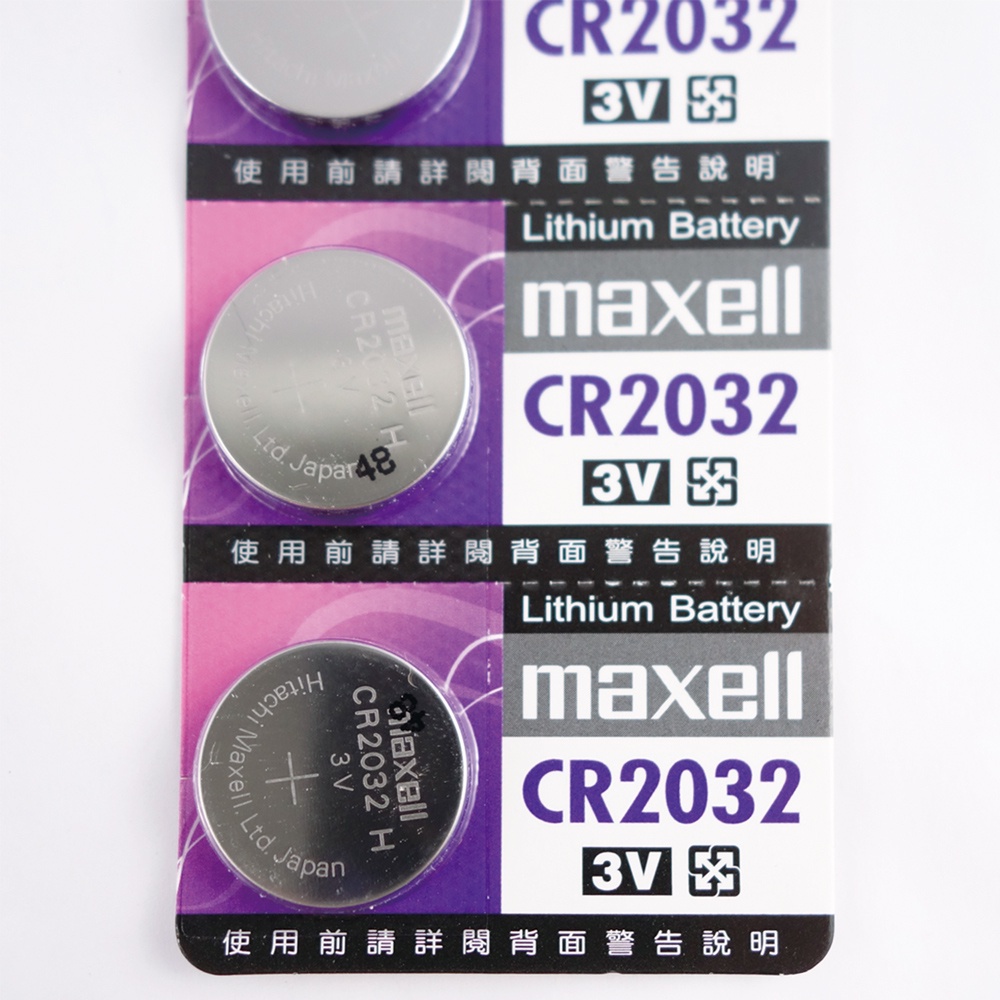 CR2032
3V
使用前請詳閱背面警告說明
Lithium Battery
maxell
CR2032
3V
maxell
CR2032 H
3V
Hitachi Maxell, Ltd. Japan
48
使用前請詳閱背面警告說明
Lithium Battery
maxell
CR2032
3V
maxell
CR2032 H
3V
Hitachi Maxell, Ltd. Japan
使用前請詳閱背面警告說明